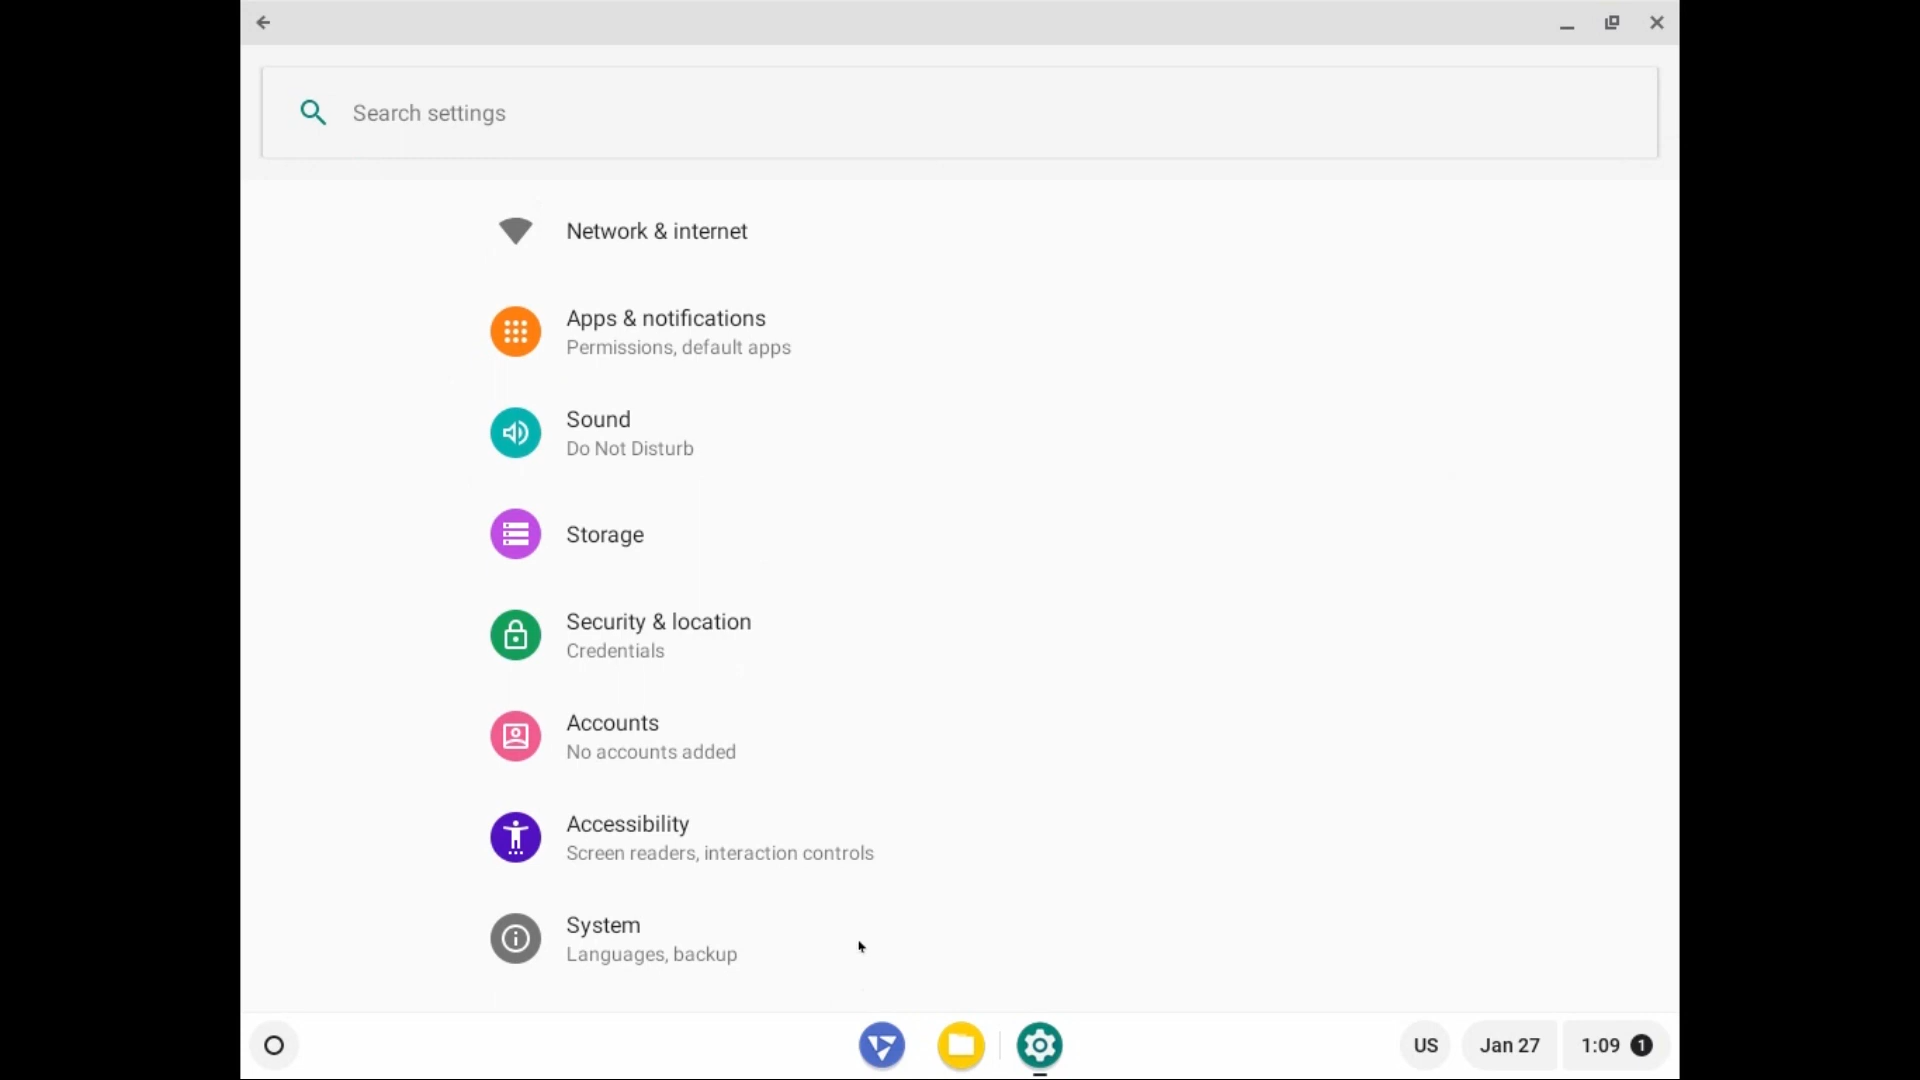 Search settings
Network & internet
Apps & notifications
Permissions, default apps
Sound
Do Not Disturb
Storage
Security & location
Credentials
Accounts
No accounts added
Accessibility
Screen readers, interaction controls
System
Languages, backup
US
Jan 27
1:09
1